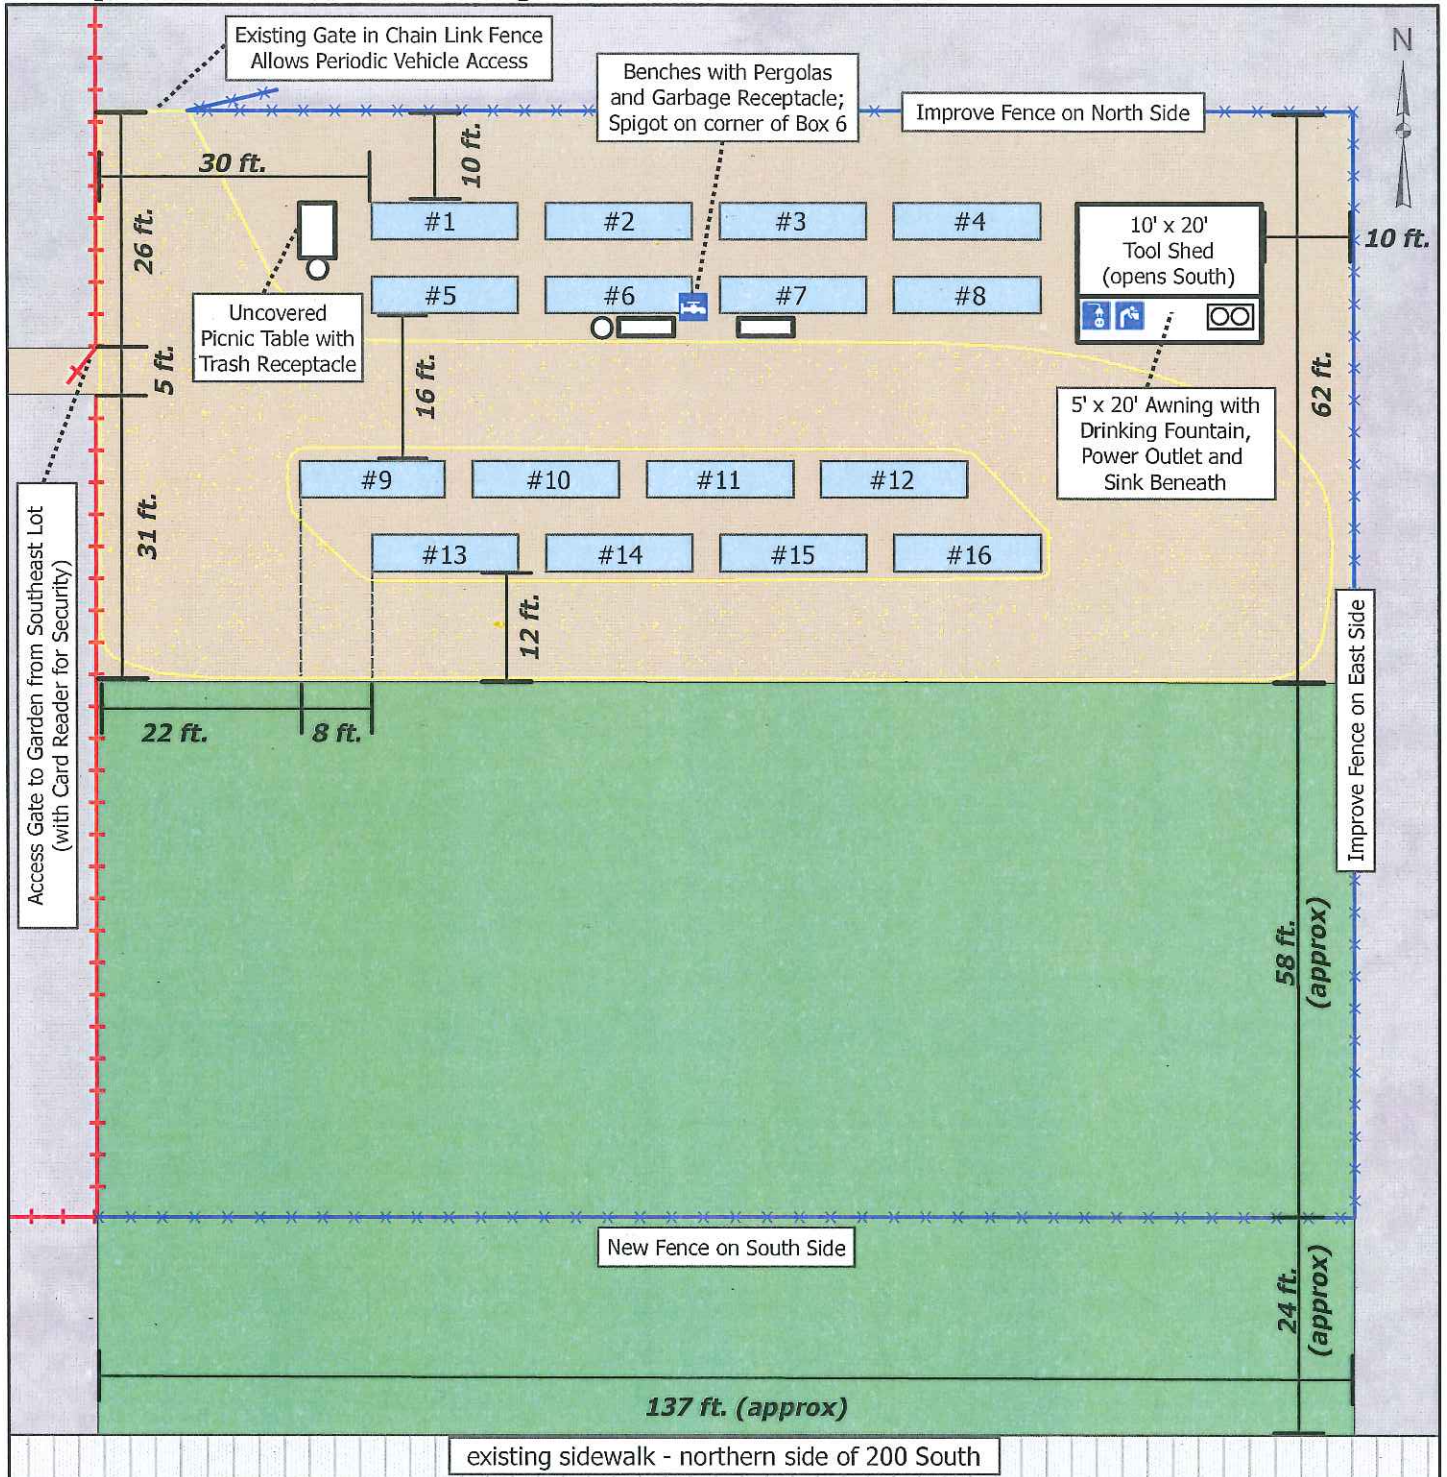 Existing Gate in Chain Link Fence
Allows Periodic Vehicle Access
Benches with Pergolas
and Garbage Receptacle;
Spigot on corner of Box 6
Improve Fence on North Side
N
30 ft.
10 ft.
26 ft.
#1
#2
#3
#4
10' x 20'
Tool Shed
(opens South)
10 ft.
#5
#6
#7
#8
Uncovered
Picnic Table with
Trash Receptacle
5 ft.
16 ft.
62 ft.
5' x 20' Awning with
Drinking Fountain,
Power Outlet and
Sink Beneath
#9
#10
#11
#12
Access Gate to Garden from Southeast Lot
(with Card Reader for Security)
31 ft.
#13
#14
#15
#16
12 ft.
Improve Fence on East Side
22 ft.
8 ft.
58 ft.
(approx)
New Fence on South Side
24 ft.
(approx)
137 ft. (approx)
existing sidewalk - northern side of 200 South